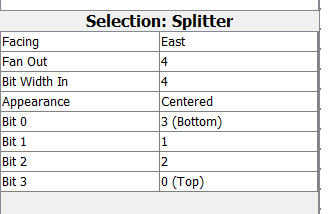 Selection: Splitter
Facing East
Fan Out 4
Bit Width In 4
Appearance Centered
Bit 0 3 (Bottom)
Bit 1 1
Bit 2 2
Bit 3 0 (Top)